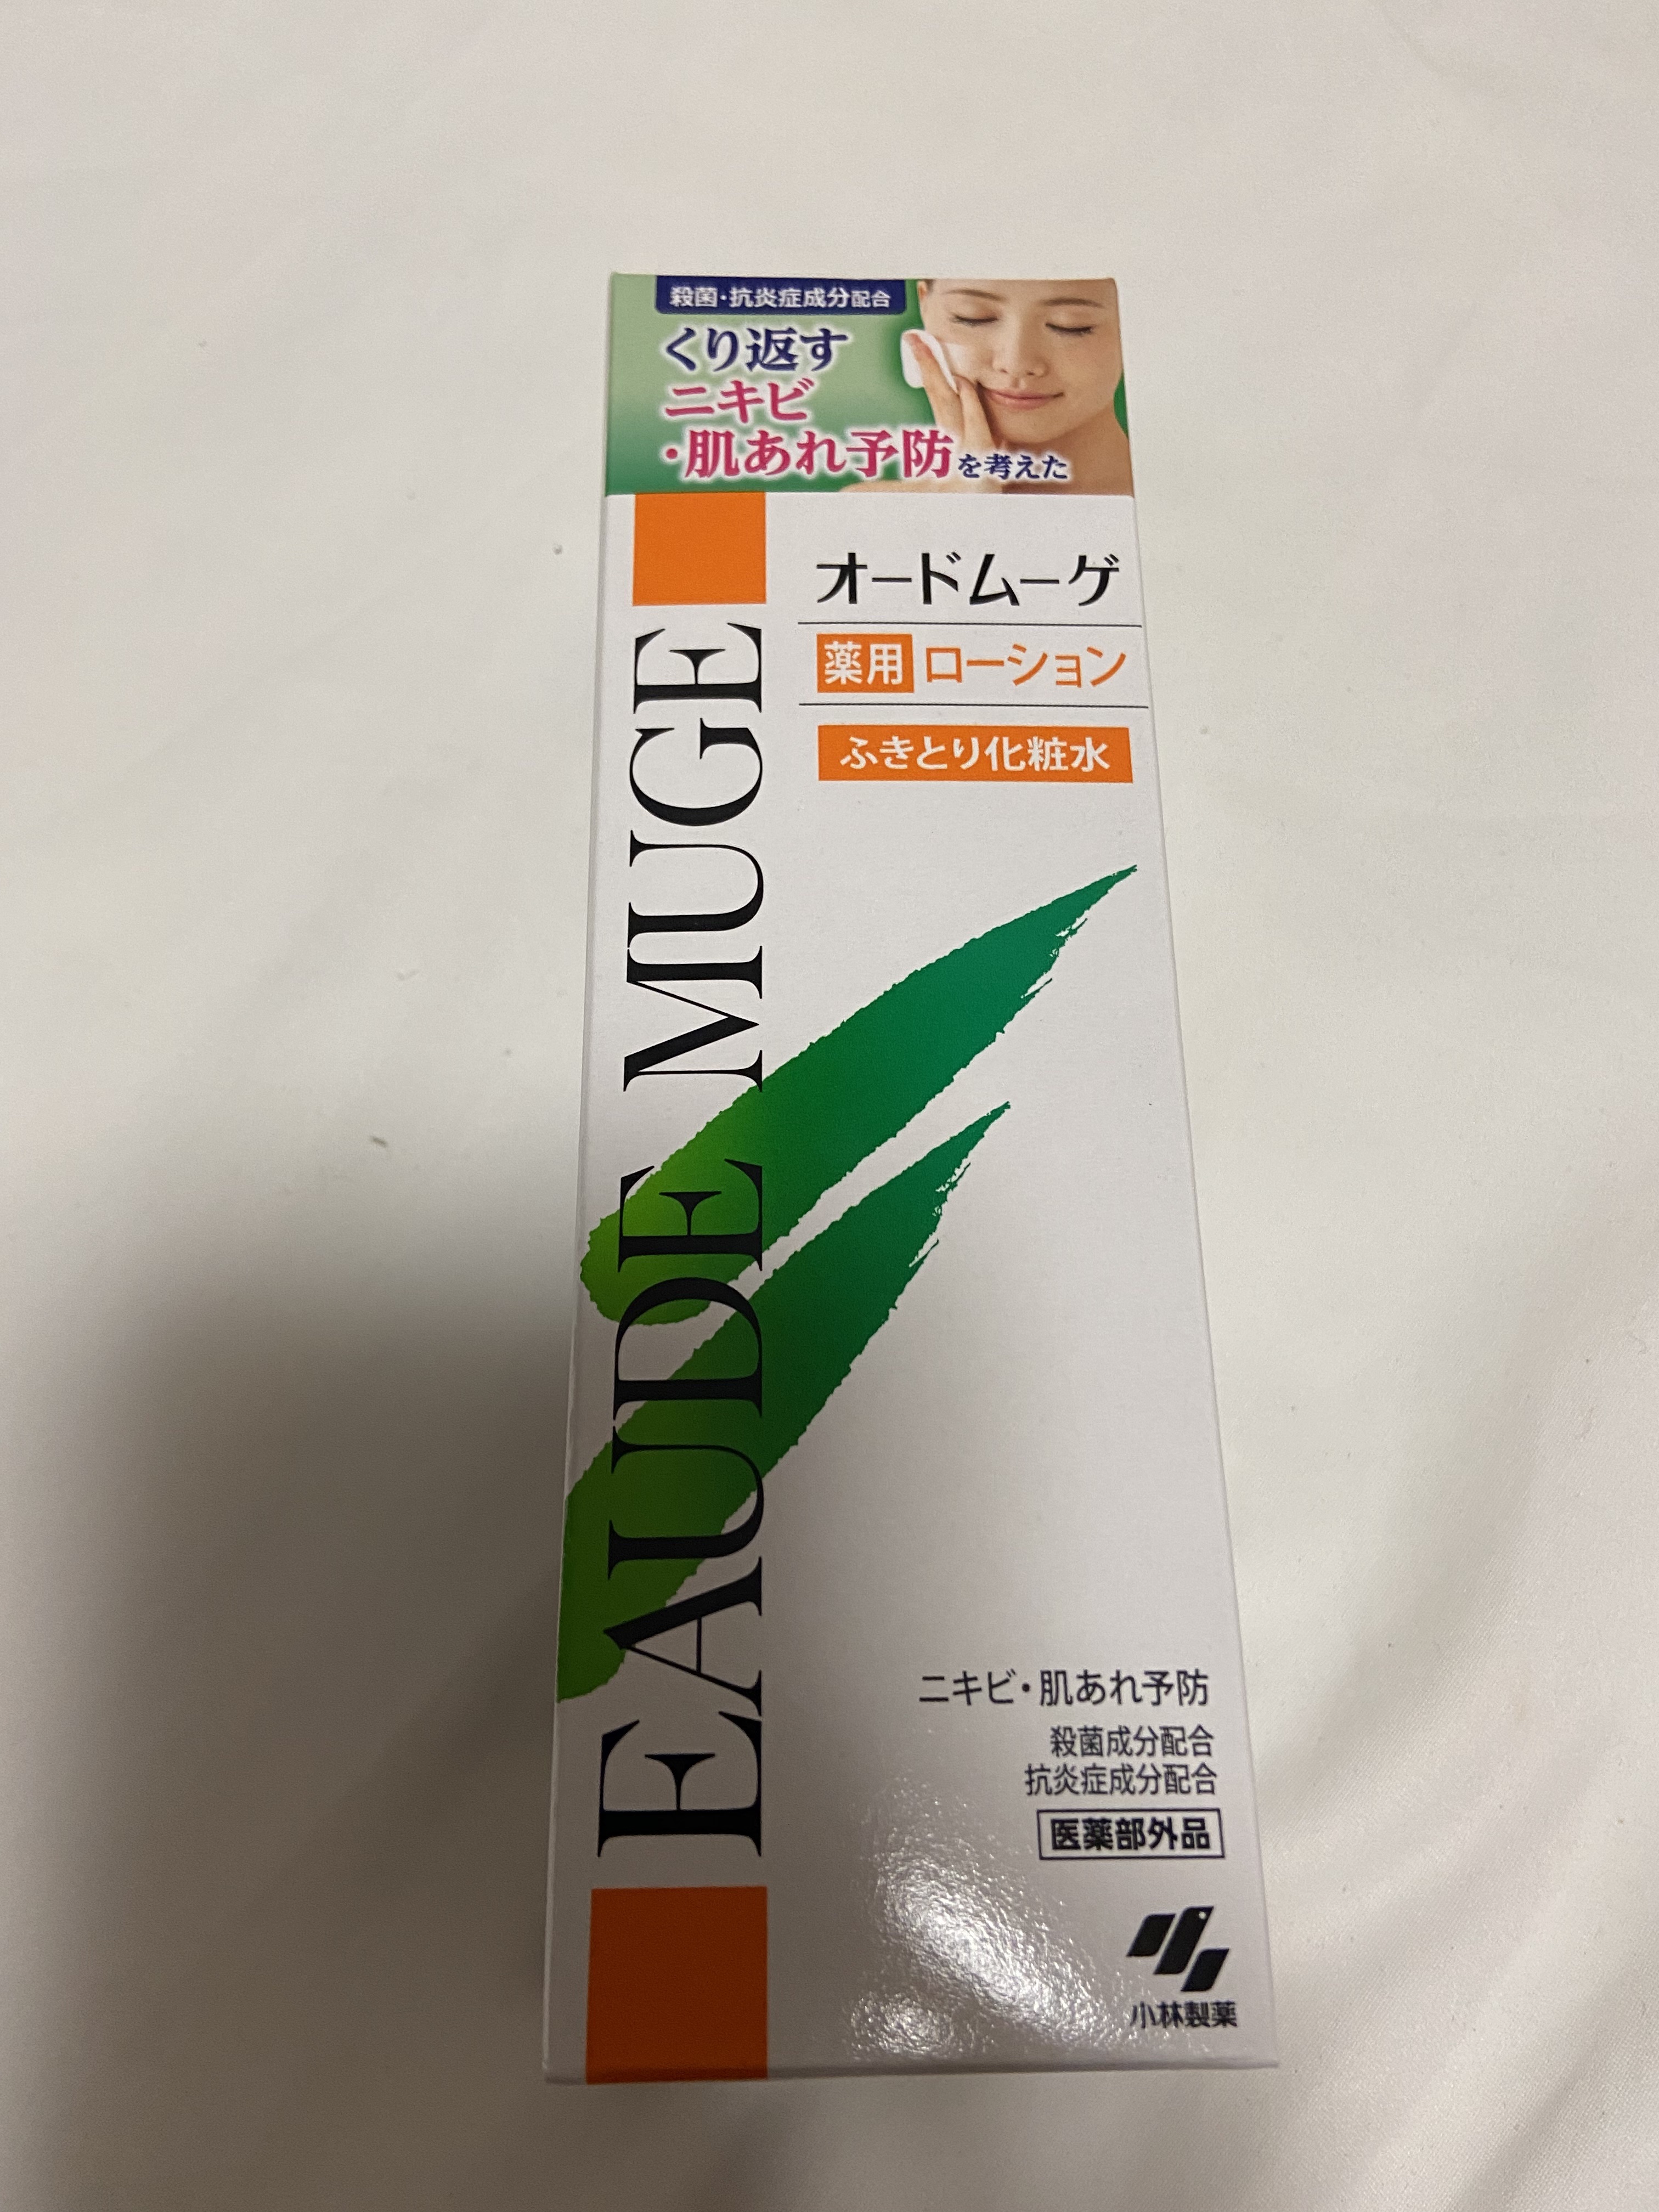 殺菌・抗炎症成分配合
くり返す
ニキビ
・肌あれ予防を考えた
オードムーゲ
薬用 ローション
ふきとり化粧水
EAUDE MUGE
ニキビ・肌あれ予防
殺菌成分配合
抗炎症成分配合
医薬部外品
小林製薬